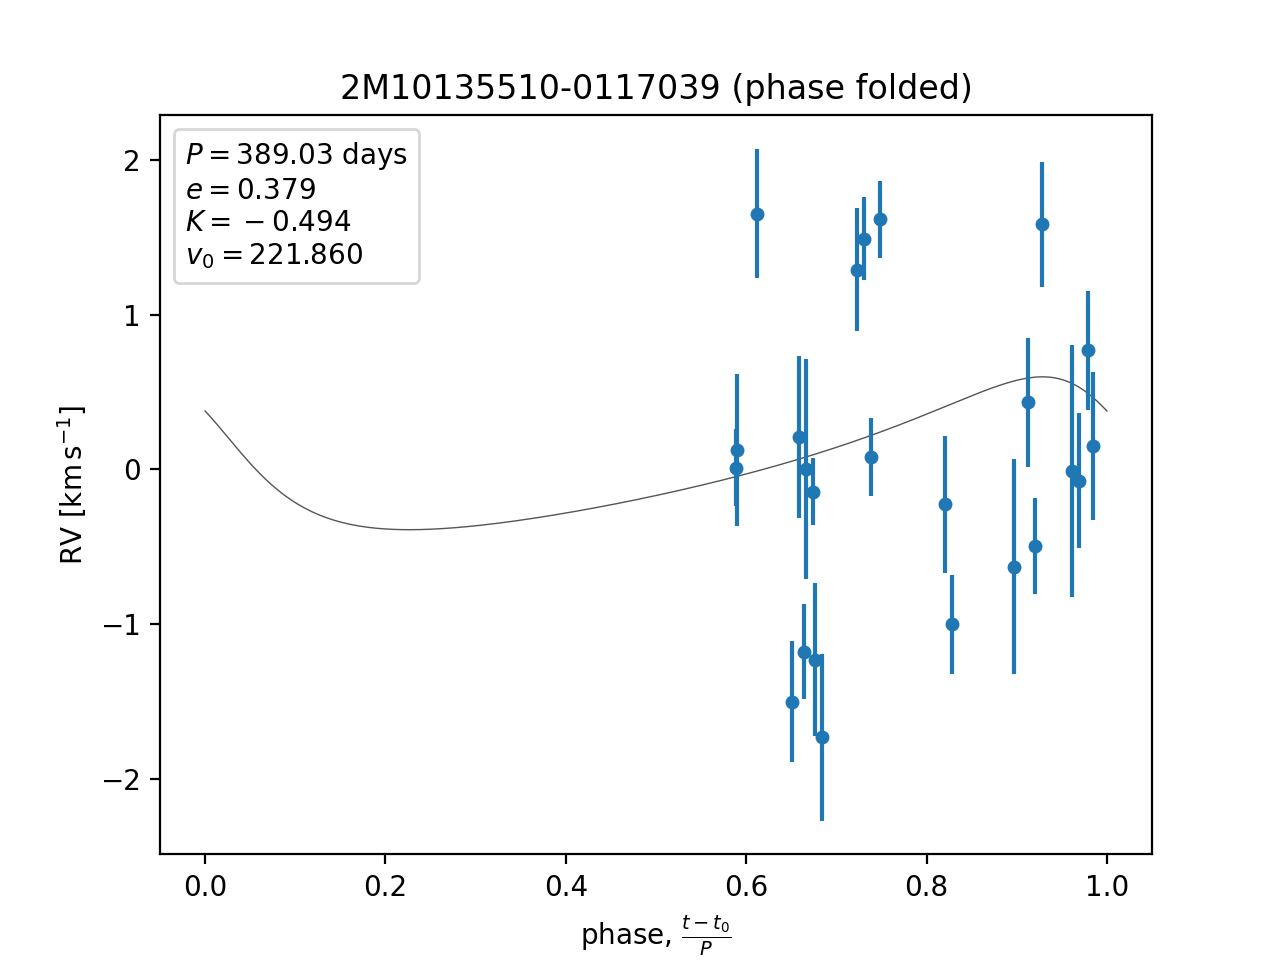 2M10135510-0117039 (phase folded)
P = 389.03 days
e = 0.379
K = −0.494
v₀ = 221.860
2
1
0
−1
−2
RV [km s⁻¹]
0.0 0.2 0.4 0.6 0.8 1.0
phase, (t − t₀)/P